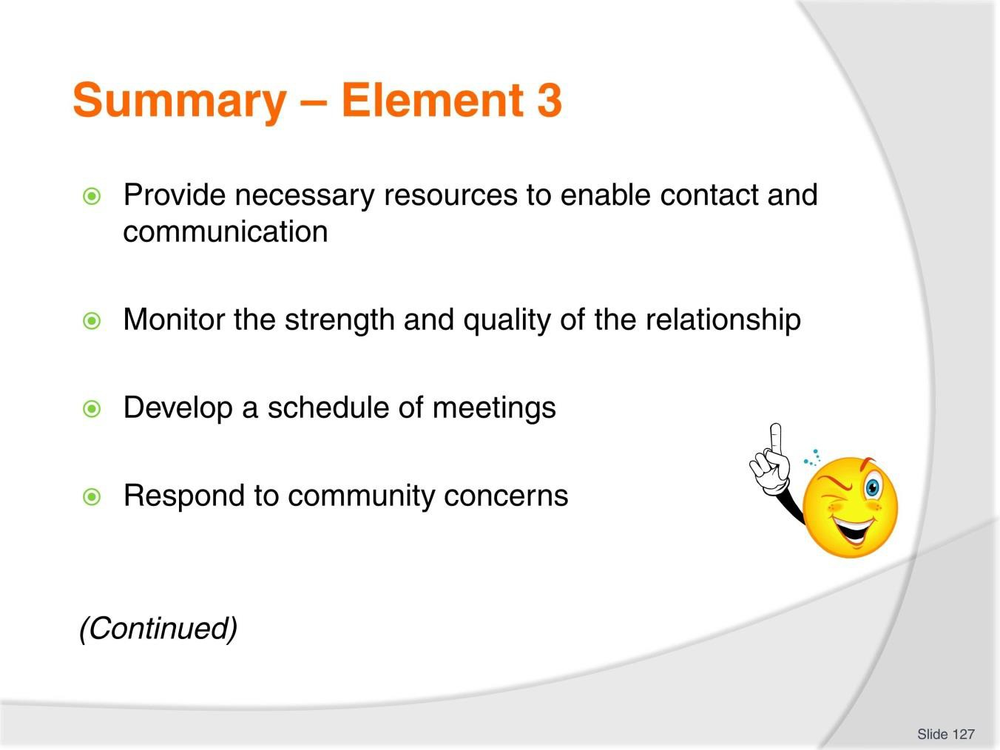 Summary – Element 3
Provide necessary resources to enable contact and
communication
Monitor the strength and quality of the relationship
Develop a schedule of meetings
Respond to community concerns
(Continued)
Slide 127